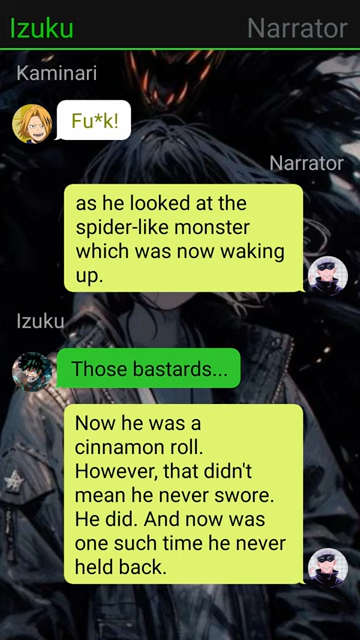 Izuku
Narrator
Kaminari
Fu*k!
Narrator
as he looked at the
spider-like monster
which was now waking
up.
Izuku
Those bastards...
Now he was a
cinnamon roll.
However, that didn't
mean he never swore.
He did. And now was
one such time he never
held back.